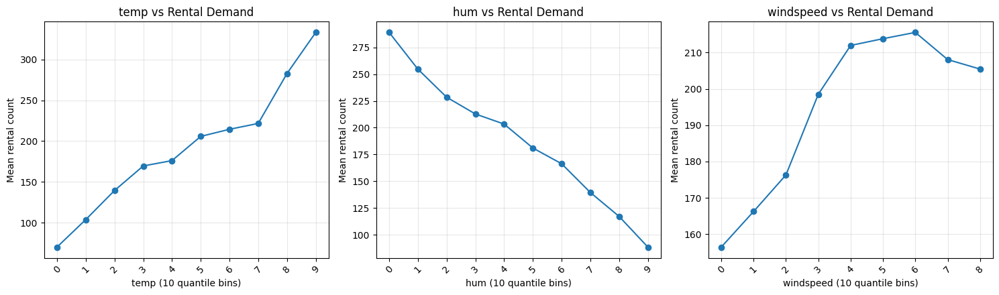 temp vs Rental Demand
Mean rental count
300
250
200
150
100
0 1 2 3 4 5 6 7 8 9
temp (10 quantile bins)
hum vs Rental Demand
Mean rental count
275
250
225
200
175
150
125
100
0 1 2 3 4 5 6 7 8 9
hum (10 quantile bins)
windspeed vs Rental Demand
Mean rental count
210
200
190
180
170
160
0 1 2 3 4 5 6 7 8
windspeed (10 quantile bins)